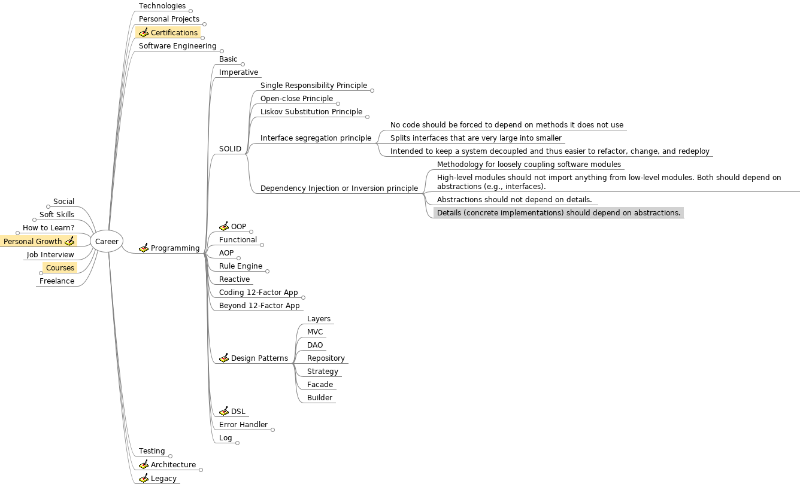 Technologies
Personal Projects
Certifications
Software Engineering
Basic
Imperative
Single Responsibility Principle
Open-close Principle
Liskov Substitution Principle
No code should be forced to depend on methods it does not use
Interface segregation principle
Splits interfaces that are very large into smaller
SOLID
Intended to keep a system decoupled and thus easier to refactor, change, and redeploy
Methodology for loosely coupling software modules
High-level modules should not import anything from low-level modules. Both should depend on
abstractions (e.g., interfaces).
Dependency Injection or Inversion principle
Abstractions should not depend on details.
Details (concrete implementations) should depend on abstractions.
Social
Soft Skills
How to Learn?
Personal Growth
Job Interview
Courses
Freelance
Career
Programming
OOP
Functional
AOP
Rule Engine
Reactive
Coding 12-Factor App
Beyond 12-Factor App
Design Patterns
Layers
MVC
DAO
Repository
Strategy
Facade
Builder
DSL
Error Handler
Log
Testing
Architecture
Legacy